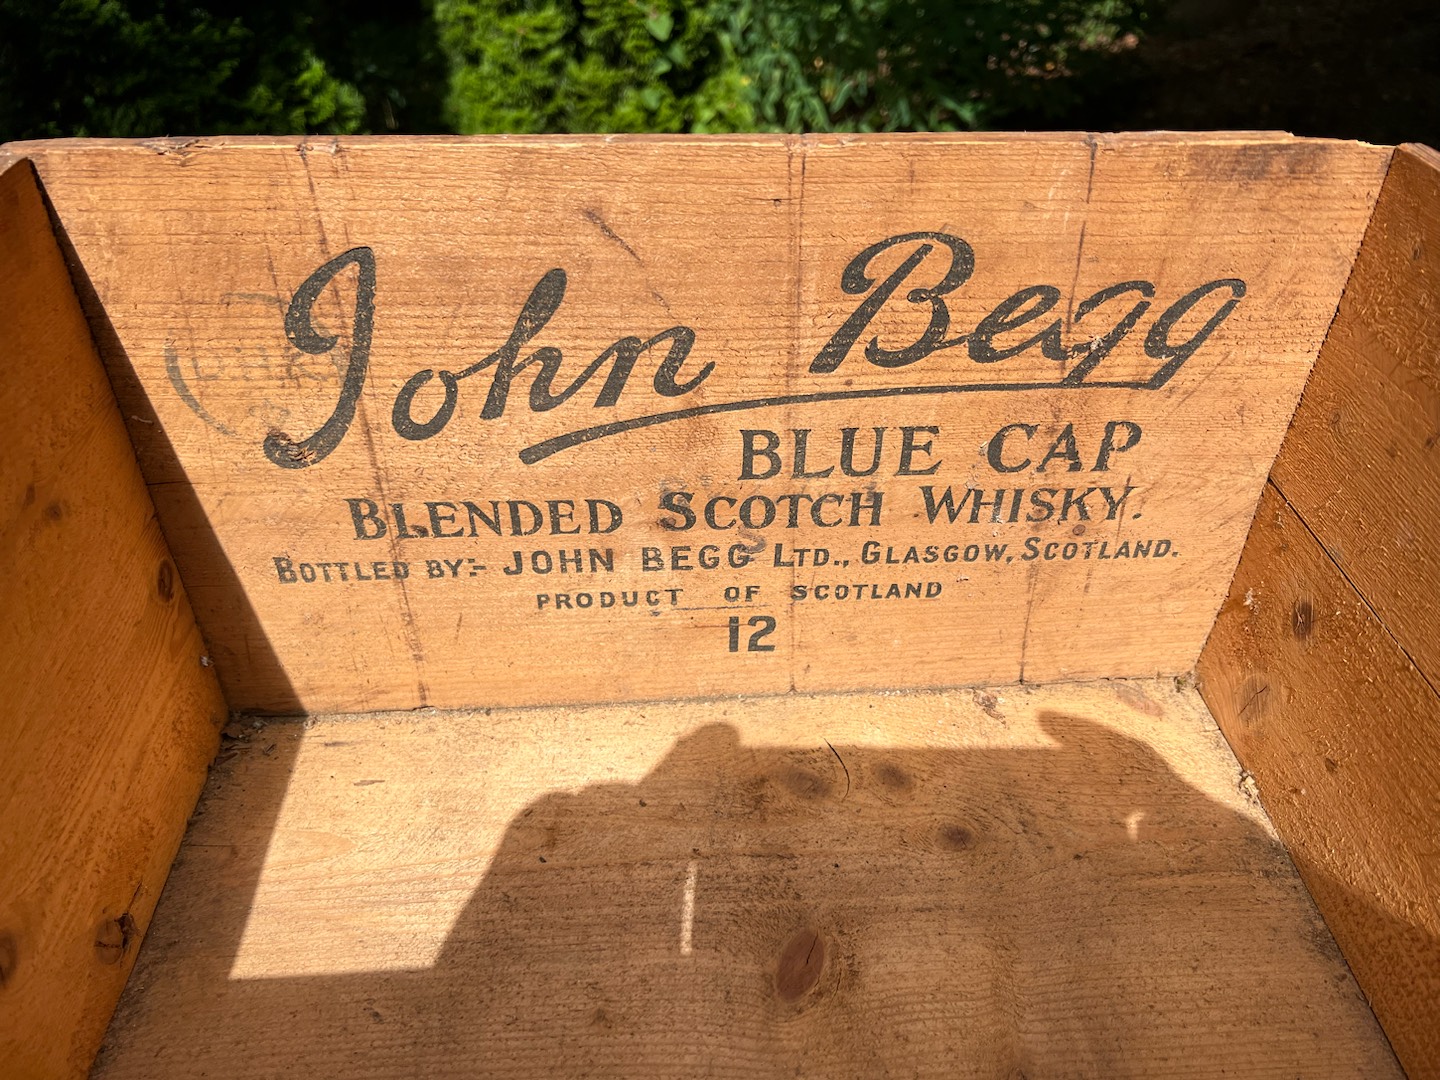 John Begg
BLUE CAP
BLENDED SCOTCH WHISKY.
BOTTLED BY:- JOHN BEGG LTD., GLASGOW, SCOTLAND.
PRODUCT OF SCOTLAND
12